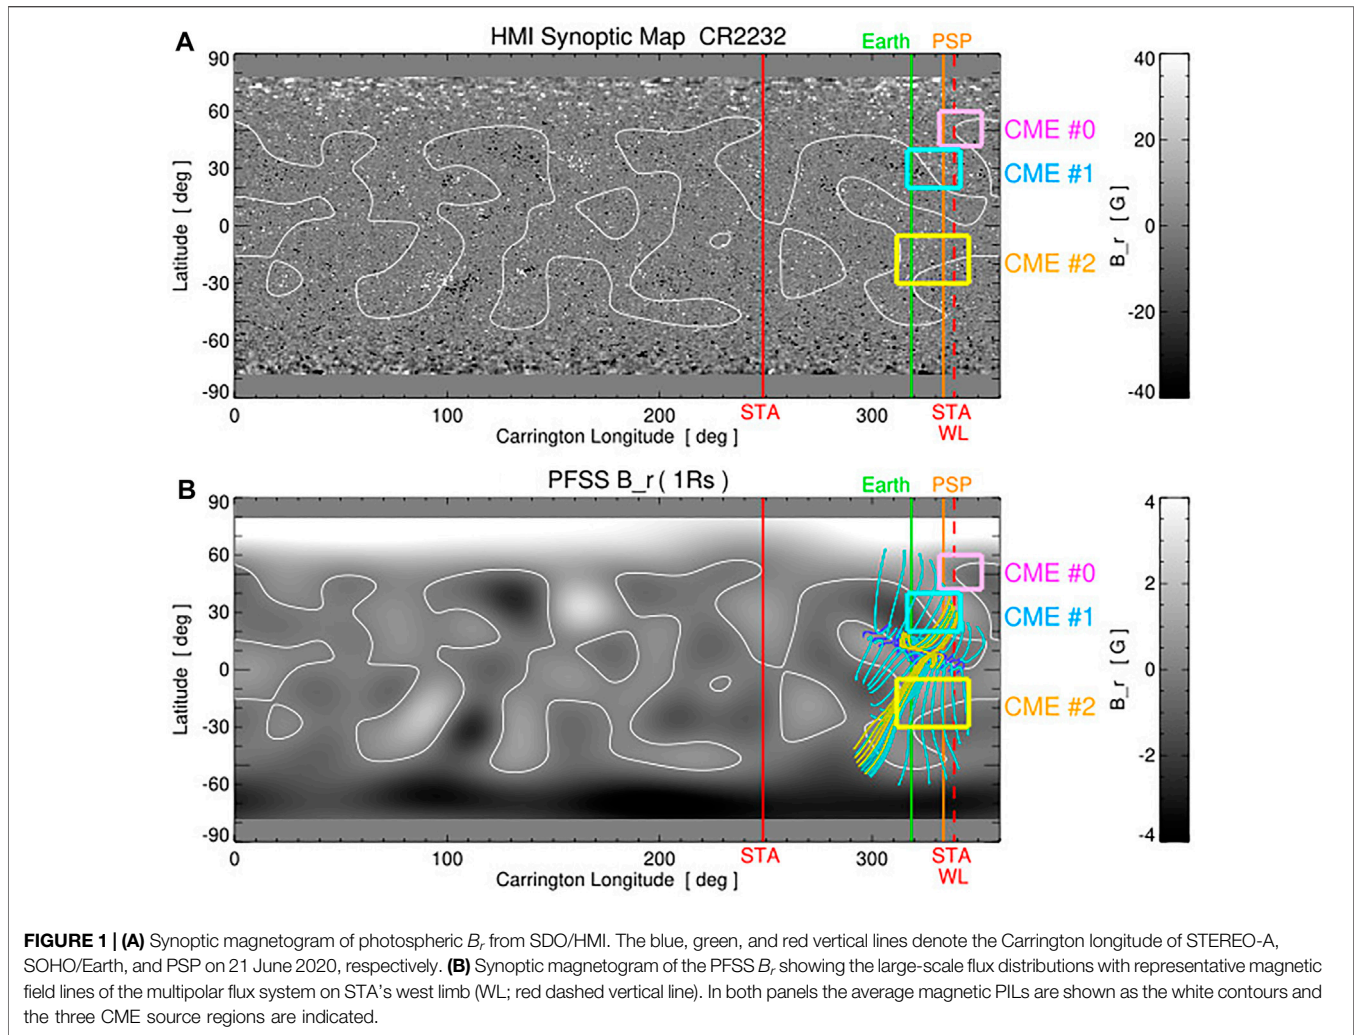 A
HMI Synoptic Map CR2232
Earth PSP
90
60
30
0
-30
-60
-90
Latitude [ deg ]
0 100 200 300
STA
STA
WL
Carrington Longitude [ deg ]
CME #0
CME #1
CME #2
40
20
0
-20
-40
B_r [ G ]
B
PFSS B_r ( 1Rs )
Earth PSP
90
60
30
0
-30
-60
-90
Latitude [ deg ]
0 100 200 300
STA
STA
WL
Carrington Longitude [ deg ]
CME #0
CME #1
CME #2
4
2
0
-2
-4
B_r [ G ]
FIGURE 1 | (A) Synoptic magnetogram of photospheric Br from SDO/HMI. The blue, green, and red vertical lines denote the Carrington longitude of STEREO-A,
SOHO/Earth, and PSP on 21 June 2020, respectively. (B) Synoptic magnetogram of the PFSS Br showing the large-scale flux distributions with representative magnetic
field lines of the multipolar flux system on STA's west limb (WL; red dashed vertical line). In both panels the average magnetic PILs are shown as the white contours and
the three CME source regions are indicated.